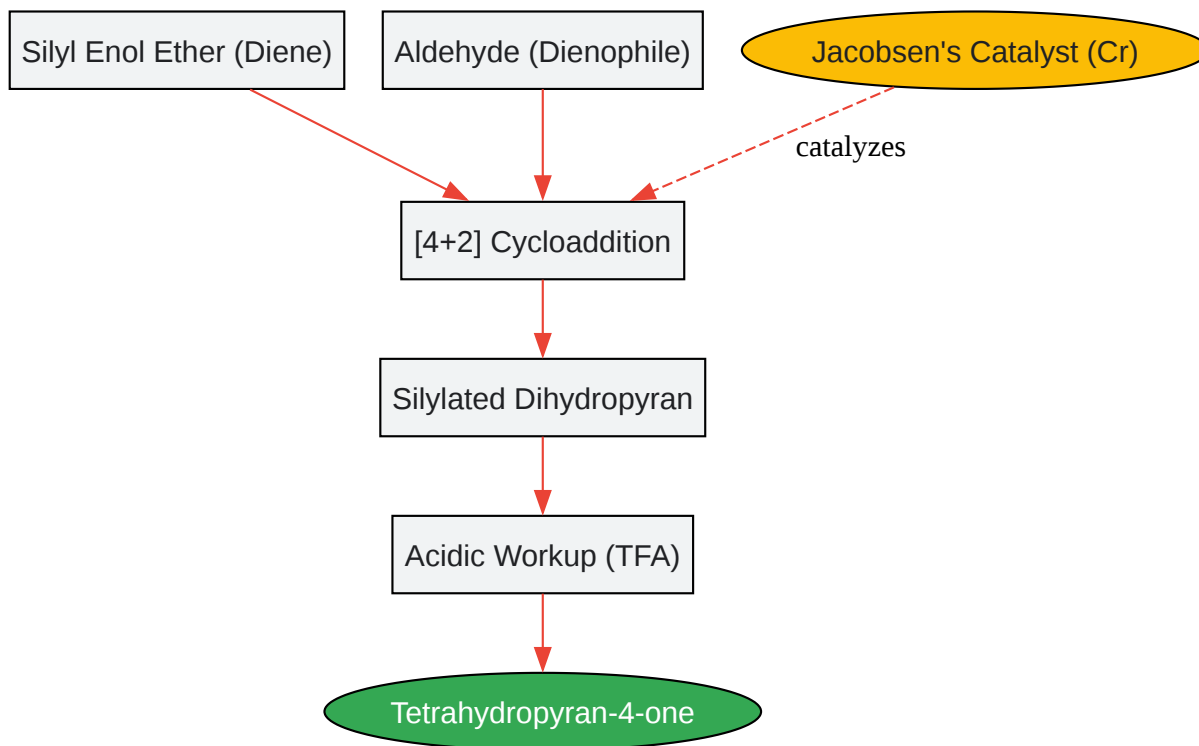 Silyl Enol Ether (Diene)
Aldehyde (Dienophile)
Jacobsen's Catalyst (Cr)
catalyzes
[4+2] Cycloaddition
Silylated Dihydropyran
Acidic Workup (TFA)
Tetrahydropyran-4-one